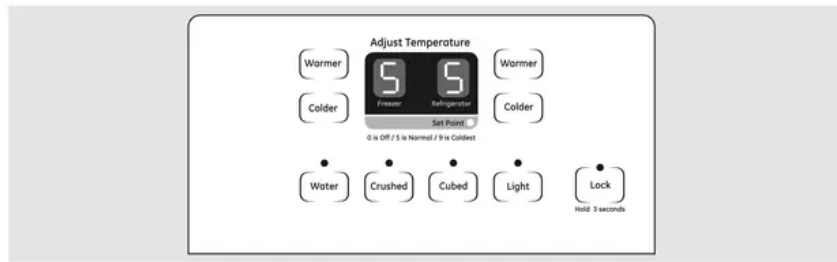 Adjust Temperature
Warmer
5 5
Warmer
Freezer Refrigerator
Colder
Colder
Set Point
0 is Off / 5 is Normal / 9 is Coldest
Water Crushed Cubed Light Lock
Hold 3 seconds